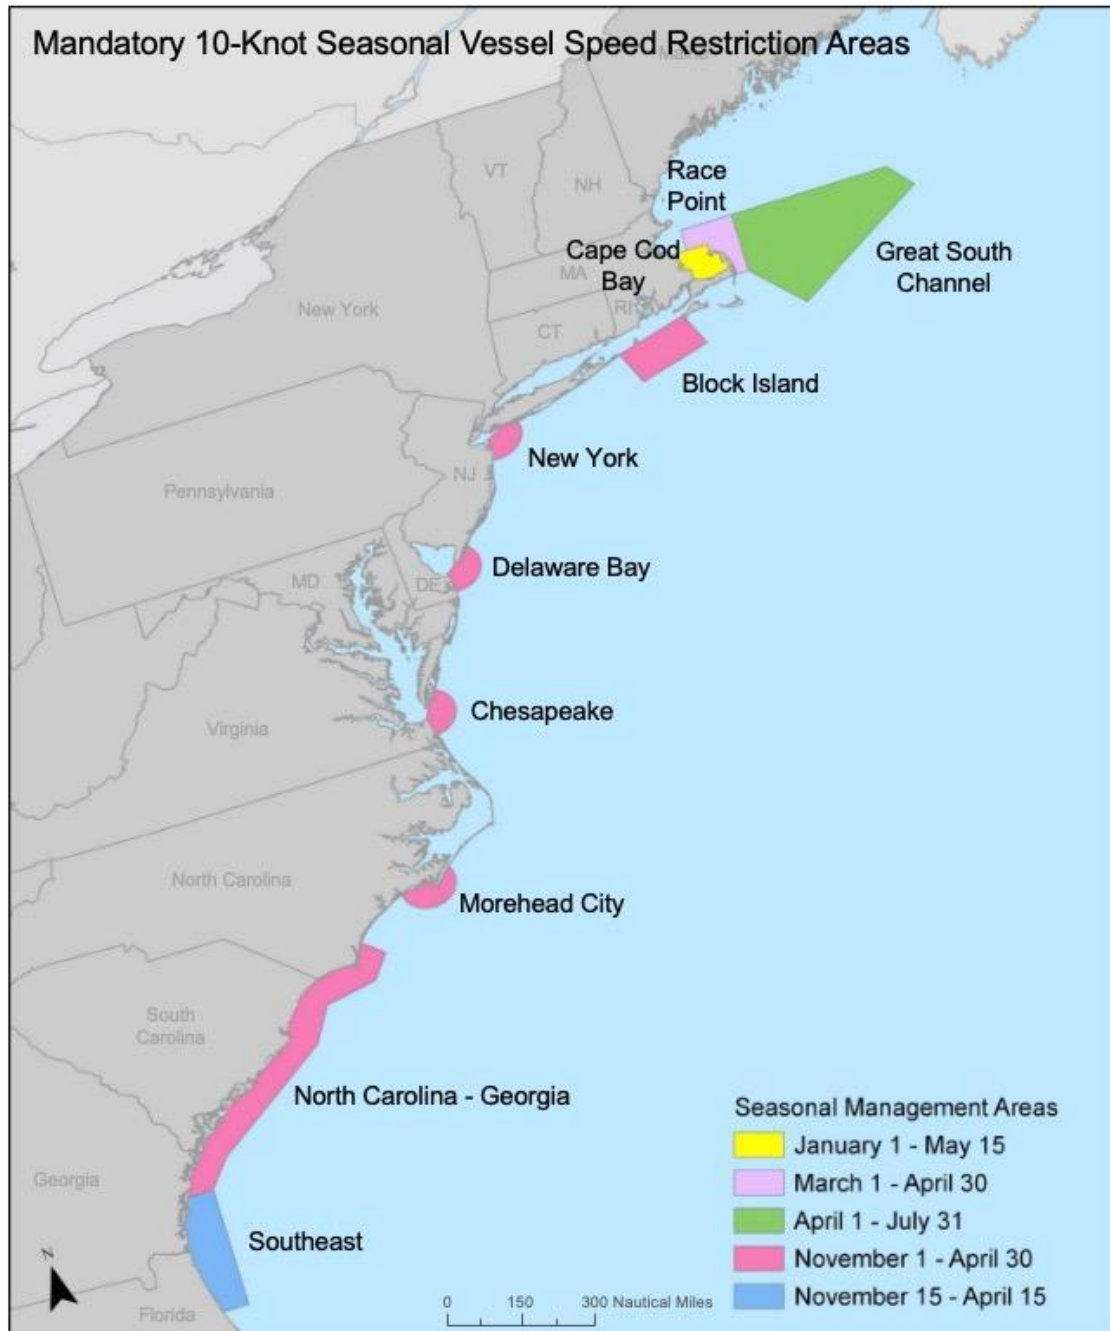 Mandatory 10-Knot Seasonal Vessel Speed Restriction Areas
Maine
VT
NH
Race
Point
Cape Cod
Bay
MA
Great South
Channel
New York
CT
RI
Block Island
New York
NJ
Pennsylvania
Delaware Bay
MD
DE
Chesapeake
Virginia
North Carolina
Morehead City
South
Carolina
North Carolina - Georgia
Georgia
Southeast
Florida
N
0 150 300 Nautical Miles
Seasonal Management Areas
January 1 - May 15
March 1 - April 30
April 1 - July 31
November 1 - April 30
November 15 - April 15